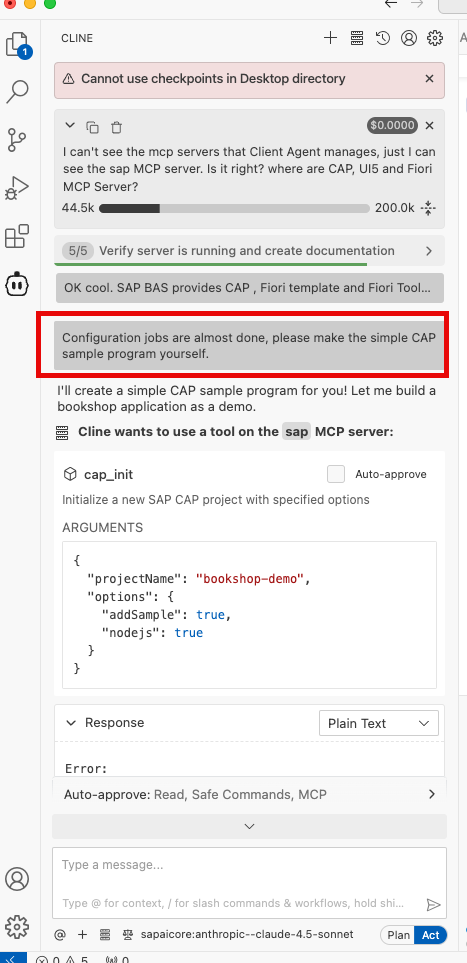 CLINE
1
Cannot use checkpoints in Desktop directory
$0.0000
I can't see the mcp servers that Client Agent manages, just I can
see the sap MCP server. Is it right? where are CAP, UI5 and Fiori
MCP Server?
44.5k 200.0k
5/5 Verify server is running and create documentation
OK cool. SAP BAS provides CAP , Fiori template and Fiori Tool...
Configuration jobs are almost done, please make the simple CAP
sample program yourself.
I'll create a simple CAP sample program for you! Let me build a
bookshop application as a demo.
Cline wants to use a tool on the sap MCP server:
cap_init Auto-approve
Initialize a new SAP CAP project with specified options
ARGUMENTS
{
"projectName": "bookshop-demo",
"options": {
"addSample": true,
"nodejs": true
}
}
Response Plain Text
Error:
Auto-approve: Read, Safe Commands, MCP
Type a message...
Type @ for context, / for slash commands & workflows, hold shi...
@ + sapaicore:anthropic--claude-4.5-sonnet Plan Act
0 5 0